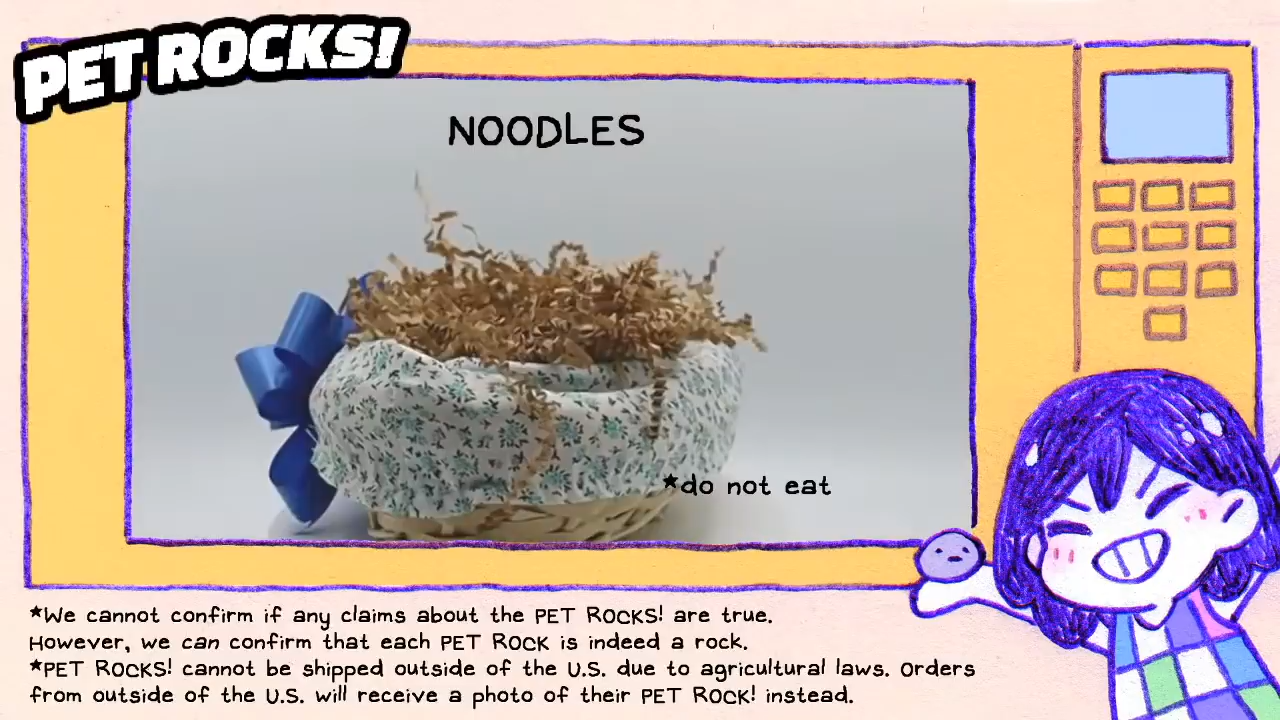 PET ROCKS!
NOODLES
*do not eat
*We cannot confirm if any claims about the PET ROCKS! are true.
However, we can confirm that each PET ROCK is indeed a rock.
*PET ROCKS! cannot be shipped outside of the U.S. due to agricultural laws. Orders
from outside of the U.S. will receive a photo of their PET ROCK! instead.